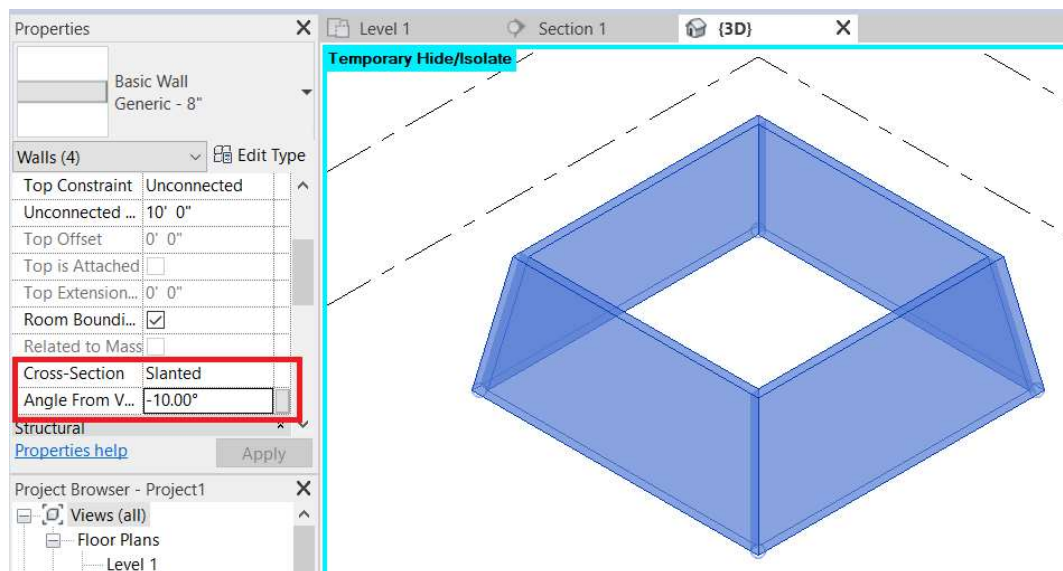 Properties
Basic Wall
Generic - 8"
Walls (4)
Edit Type
Top Constraint Unconnected
Unconnected ... 10' 0"
Top Offset 0' 0"
Top is Attached
Top Extension... 0' 0"
Room Boundi...
Related to Mass
Cross-Section Slanted
Angle From V... -10.00°
Structural
Properties help
Apply
Project Browser - Project1
Views (all)
Floor Plans
Level 1
Level 1
Section 1
{3D}
Temporary Hide/Isolate